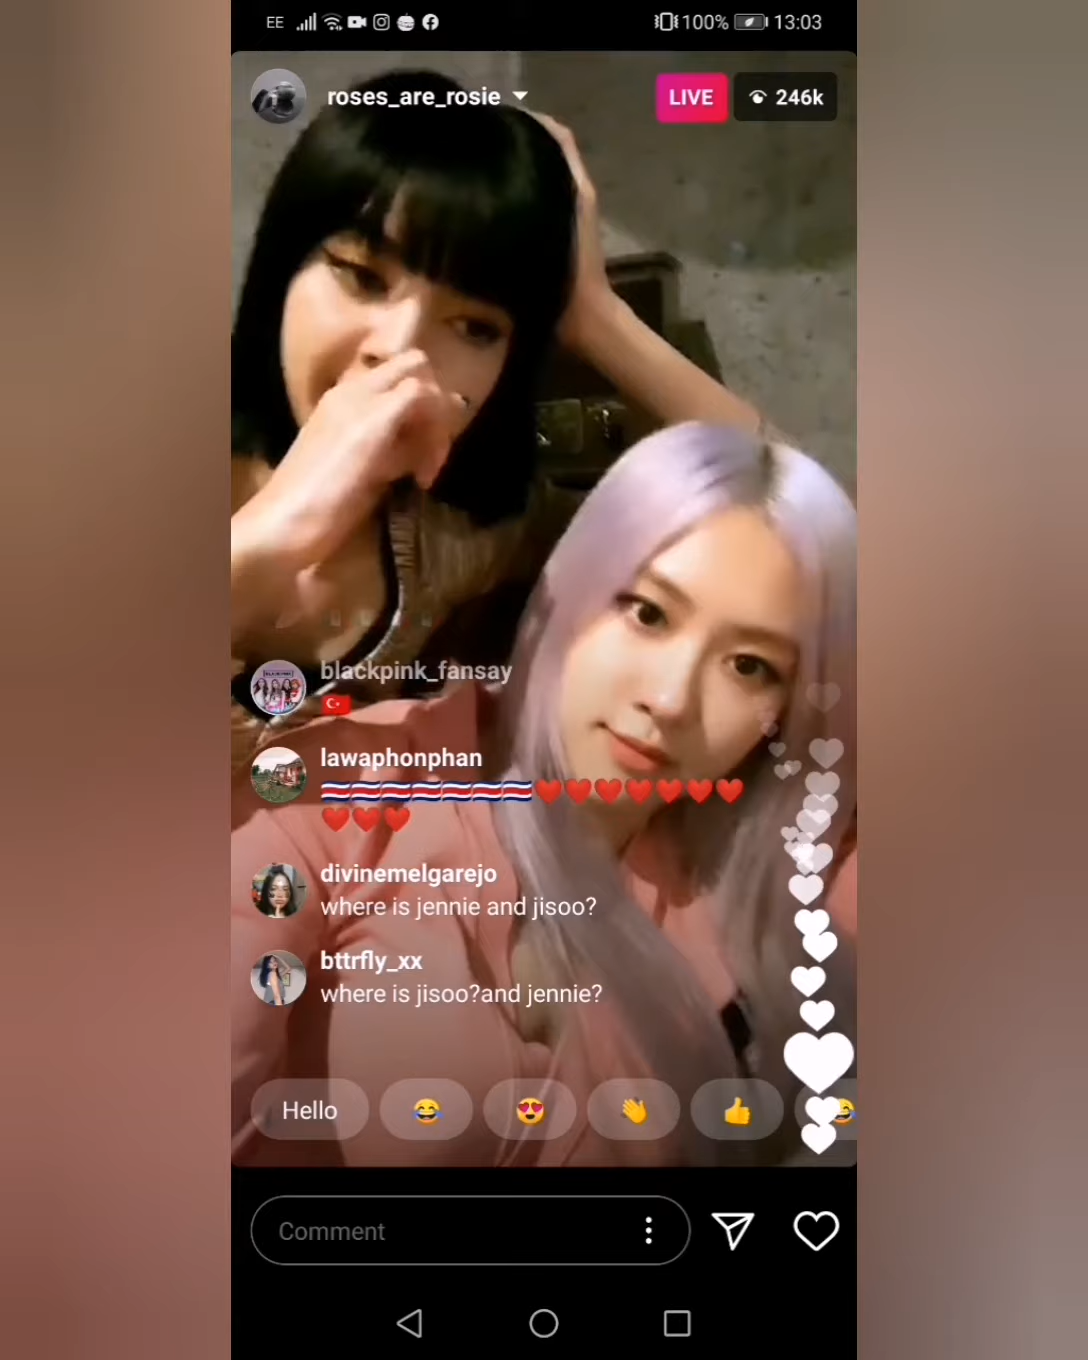 EE 100% 13:03
roses_are_rosie LIVE 246k
blackpink_fansay
🇹🇷
lawaphonphan
🇹🇭🇹🇭🇹🇭🇹🇭🇹🇭🇹🇭🇹🇭❤️❤️❤️❤️❤️❤️❤️
❤️❤️❤️
divinemelgarejo
where is jennie and jisoo?
bttrfly_xx
where is jisoo?and jennie?
Hello 😂 😍 👋 👍 😂
Comment